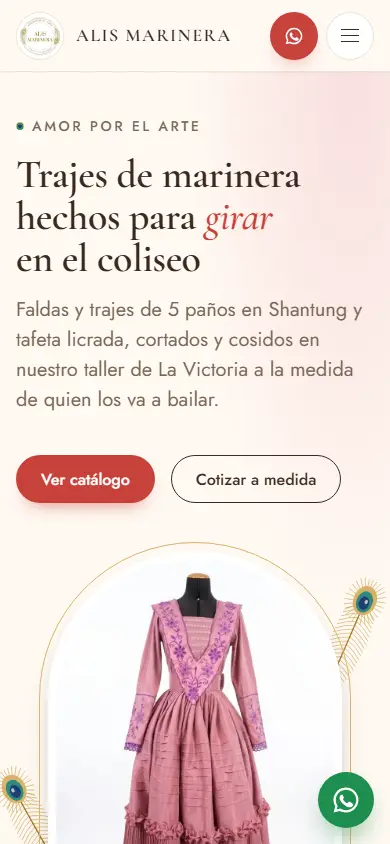 ALIS
MARINERA
ALIS MARINERA
AMOR POR EL ARTE
Trajes de marinera
hechos para girar
en el coliseo
Faldas y trajes de 5 paños en Shantung y
tafeta licrada, cortados y cosidos en
nuestro taller de La Victoria a la medida
de quien los va a bailar.
Ver catálogo
Cotizar a medida